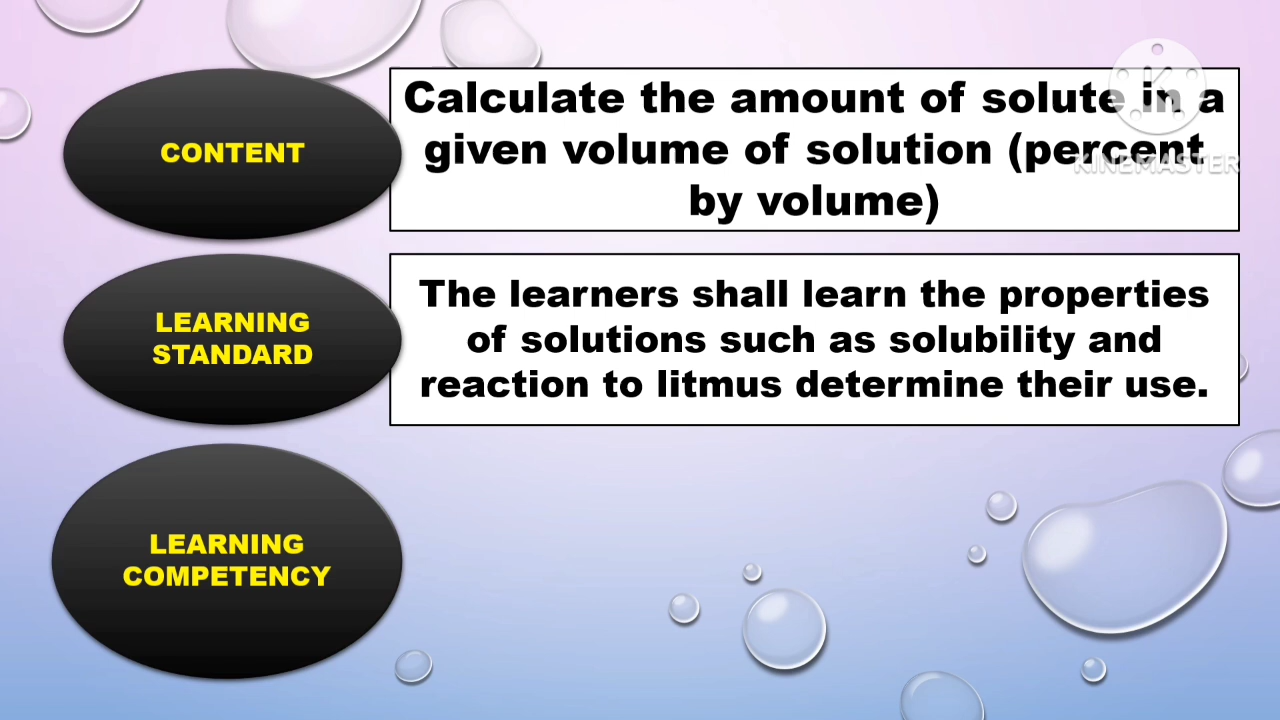 CONTENT
Calculate the amount of solute in a
given volume of solution (percent
by volume)
KINEMASTER
LEARNING
STANDARD
The learners shall learn the properties
of solutions such as solubility and
reaction to litmus determine their use.
LEARNING
COMPETENCY